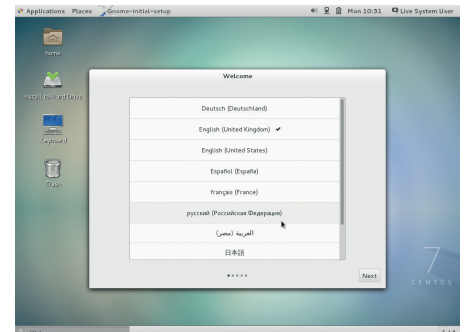 Applications Places Gnome-initial-setup Mon 10:31 Live System User
home
Install to Hard Drive
Keyboard
Trash
Welcome
Deutsch (Deutschland)
English (United Kingdom) ✔
English (United States)
Español (España)
français (France)
русский (Российская Федерация)
العربية (مصر)
日本語
Next
7
CENTOS